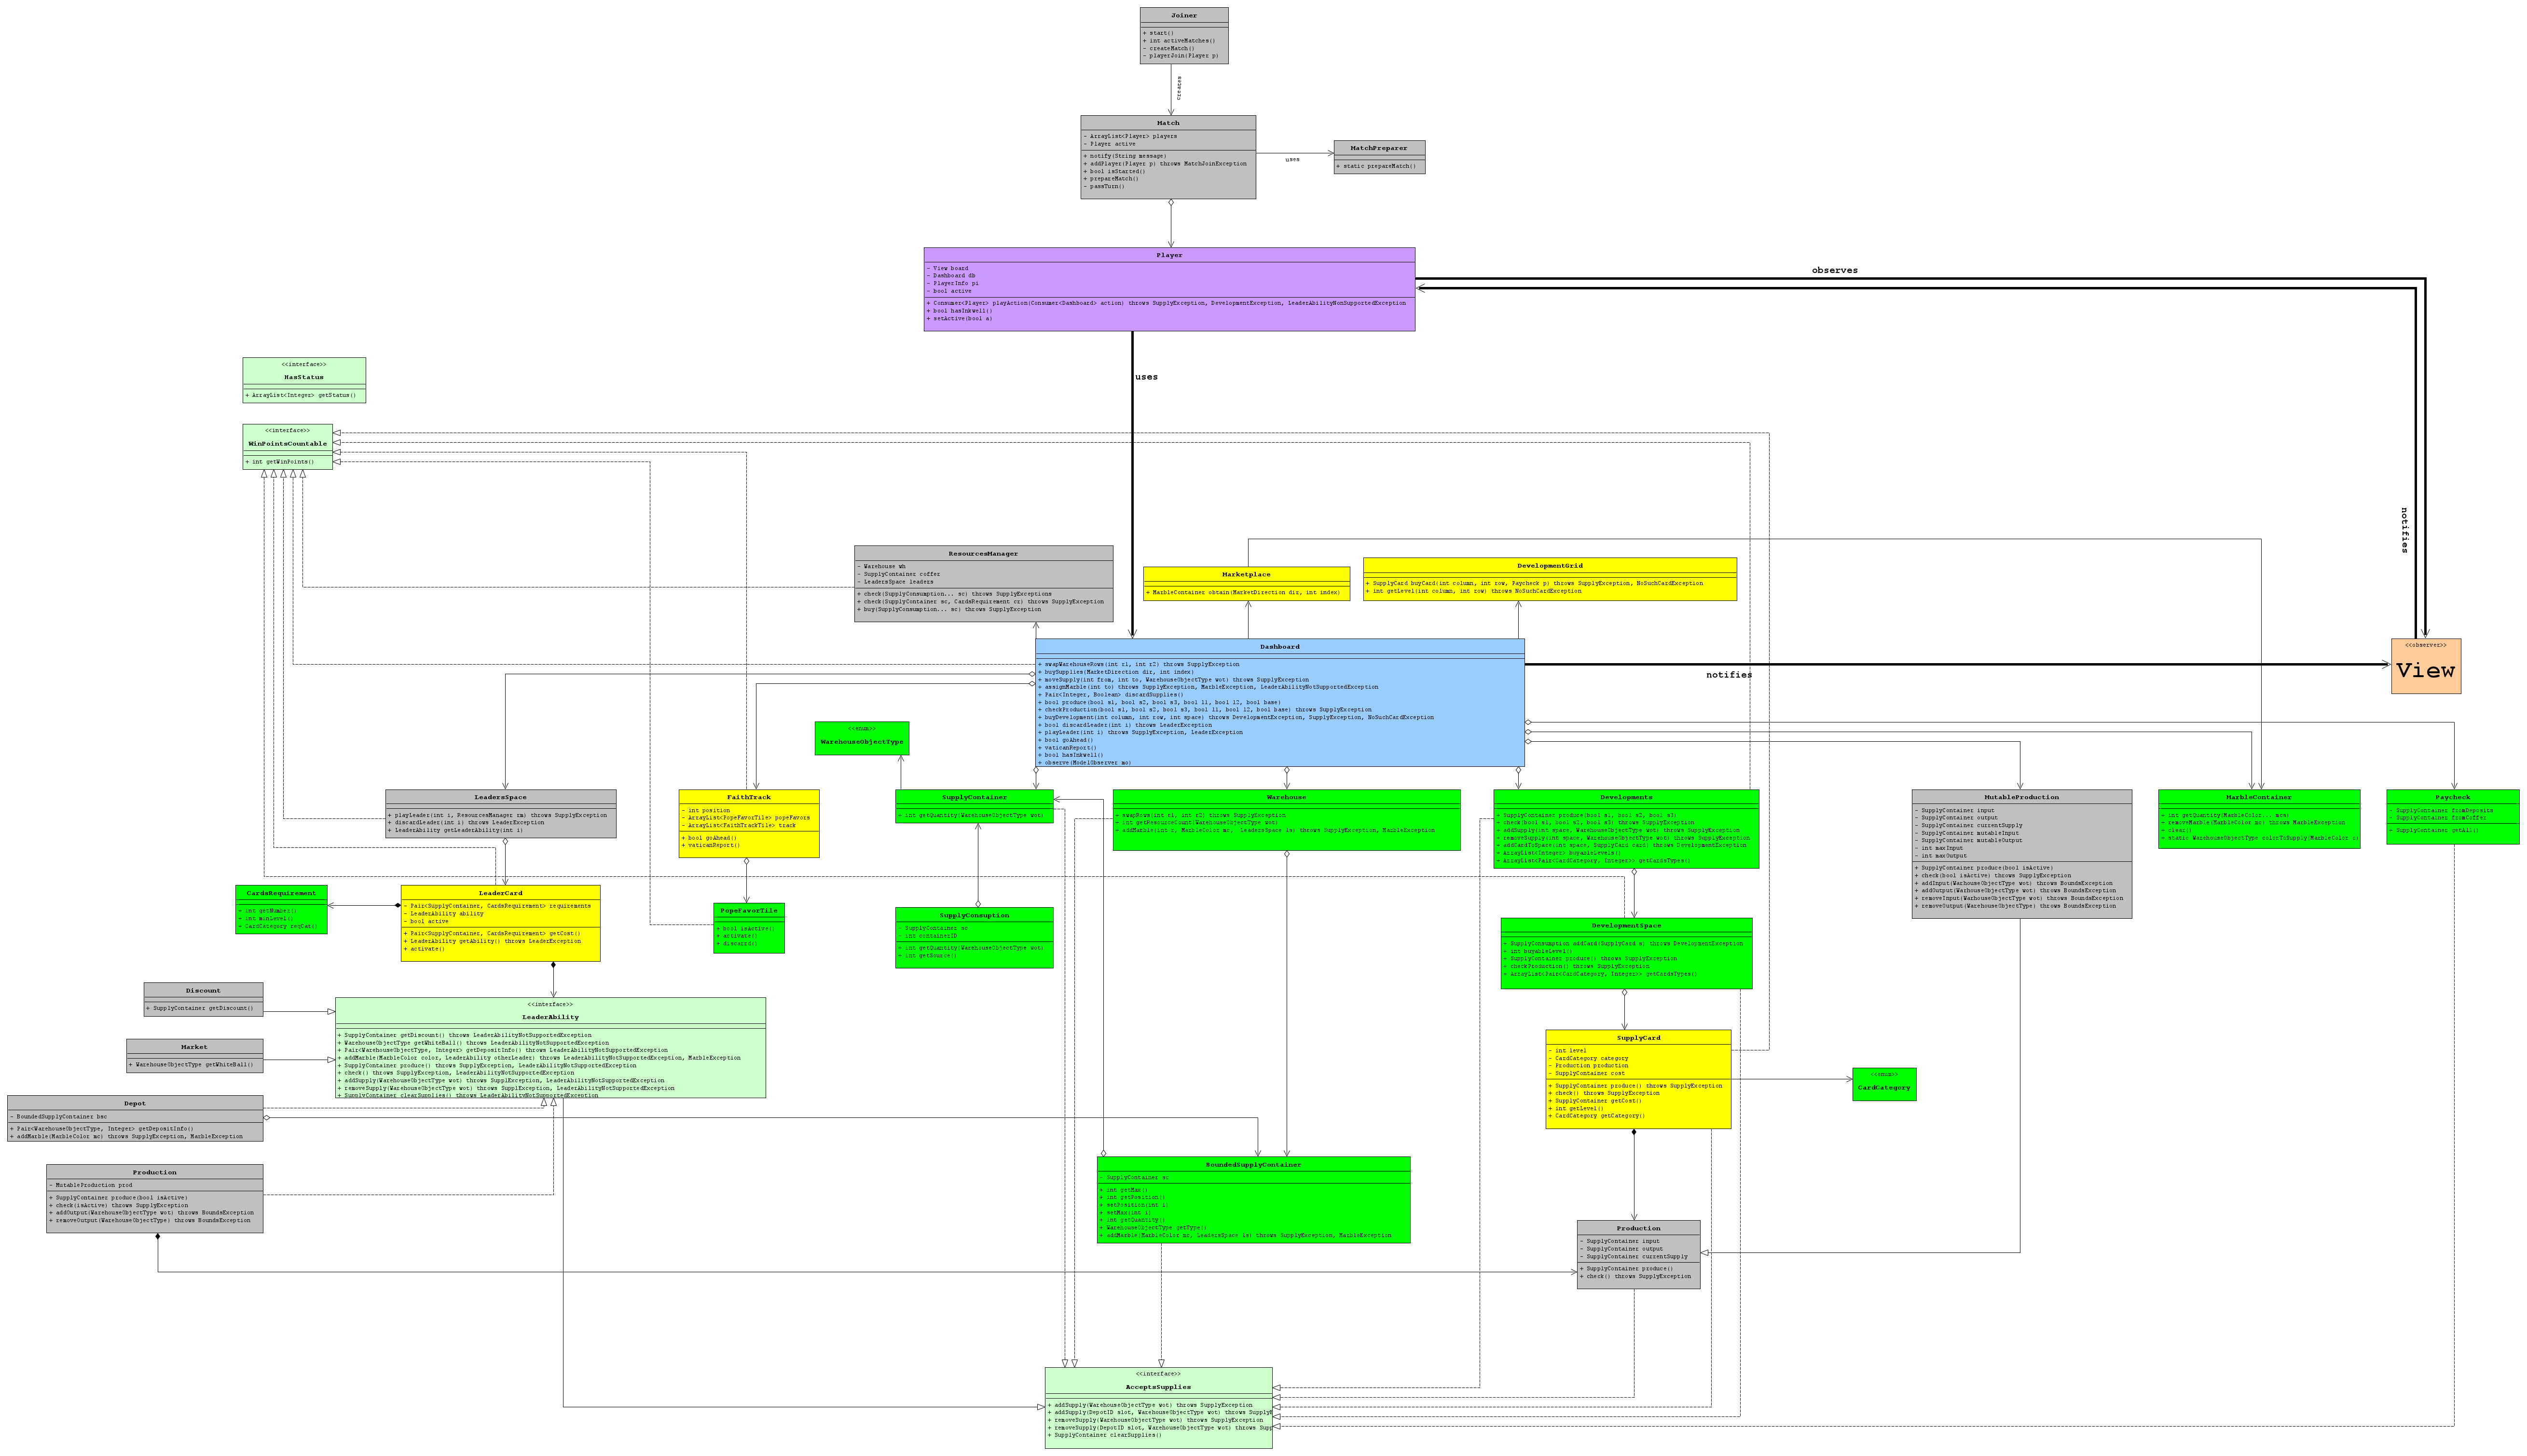 Joiner
+ start()
+ int activeMatches()
- createMatch()
- playerJoin(Player p)
creates
Match
- ArrayList<Player> players
- Player active
+ notify(String message)
+ addPlayer(Player p) throws MatchJoinException
+ bool isStarted()
+ prepareMatch()
- passTurn()
uses
MatchPreparer
+ static prepareMatch()
Player
- View board
- Dashboard db
- PlayerInfo pi
- bool active
+ Consumer<Player> playAction(Consumer<Dashboard> action) throws SupplyException, DevelopmentException, LeaderAbilityNonSupportedException
+ bool hasInkwell()
+ setActive(bool a)
observes
notifies
uses
<<interface>>
HasStatus
+ ArrayList<Integer> getStatus()
<<interface>>
WinPointsCountable
+ int getWinPoints()
ResourcesManager
- Warehouse wh
- SupplyContainer coffer
- LeadersSpace leaders
+ check(SupplyConsumption... sc) throws SupplyExceptions
+ check(SupplyContainer sc, CardsRequirement cr) throws SupplyException
+ buy(SupplyConsumption... sc) throws SupplyException
Marketplace
+ MarbleContainer obtain(MarketDirection dir, int index)
DevelopmentGrid
+ SupplyCard buyCard(int column, int row, Paycheck p) throws SupplyException, NoSuchCardException
+ int getLevel(int column, int row) throws NoSuchCardException
Dashboard
+ swapWarehouseRows(int r1, int r2) throws SupplyException
+ buySupplies(MarketDirection dir, int index)
+ moveSupply(int from, int to, WarehouseObjectType wot) throws SupplyException
+ assignMarble(int to) throws SupplyException, MarbleException, LeaderAbilityNotSupportedException
+ Pair<Integer, Boolean> discardSupplies()
+ bool produce(bool s1, bool s2, bool s3, bool l1, bool l2, bool base)
+ checkProduction(bool s1, bool s2, bool s3, bool l1, bool l2, bool base) throws SupplyException
+ buyDevelopment(int column, int row, int space) throws DevelopmentException, SupplyException, NoSuchCardException
+ bool discardLeader(int i) throws LeaderException
+ playLeader(int i) throws SupplyException, LeaderException
+ bool goAhead()
+ vaticanReport()
+ bool hasInkwell()
+ observe(ModelObserver mo)
notifies
<<observer>>
View
<<enum>>
WarehouseObjectType
LeadersSpace
+ playLeader(int i, ResourcesManager rm) throws SupplyException
+ discardLeader(int i) throws LeaderException
+ LeaderAbility getLeaderAbility(int i)
FaithTrack
- int position
- ArrayList<PopeFavorTile> popeFavors
- ArrayList<FaithTrackTile> track
+ bool goAhead()
+ vaticanReport()
SupplyContainer
+ int getQuantity(WarehouseObjectType wot)
Warehouse
+ swapRows(int r1, int r2) throws SupplyException
+ int getResourceCount(WarehouseObjectType wot)
+ addMarble(int r, MarbleColor mc,  LeadersSpace ls) throws SupplyException, MarbleException
Developments
+ SupplyContainer produce(bool s1, bool s2, bool s3)
+ check(bool s1, bool s2, bool s3) throws SupplyException
+ addSupply(int space, WarehouseObjectType wot) throws SupplyException
+ removeSupply(int space, WarehouseObjectType wot) throws SupplyException
+ addCardToSpace(int space, SupplyCard card) throws DevelopmentException
+ ArrayList<Integer> buyableLevels()
+ ArrayList<Pair<CardCategory, Integer>> getCardsTypes()
MutableProduction
- SupplyContainer input
- SupplyContainer output
- SupplyContainer currentSupply
- SupplyContainer mutableInput
- SupplyContainer mutableOutput
- int maxInput
- int maxOutput
+ SupplyContainer produce(bool isActive)
+ check(bool isActive) throws SupplyException
+ addInput(WarhouseObjectType wot) throws BoundsException
+ addOutput(WarhouseObjectType wot) throws BoundsException
+ removeInput(WarhouseObjectType wot) throws BoundsException
+ removeOutput(WarehouseObjectType) throws BoundsException
MarbleContainer
+ int getQuantity(MarbleColor... mcs)
+ removeMarble(MarbleColor mc) throws MarbleException
+ clear()
+ static WarehouseObjectType colorToSupply(MarbleColor c)
Paycheck
- SupplyContainer fromDeposits
- SupplyContainer fromCoffer
+ SupplyContainer getAll()
CardsRequirement
+ int getNumber()
+ int minLevel()
+ CardCategory reqCat()
LeaderCard
- Pair<SupplyContainer, CardsRequirement> requirements
- LeaderAbility ability
- bool active
+ Pair<SupplyContainer, CardsRequirement> getCost()
+ LeaderAbility getAbility() throws LeaderException
+ activate()
PopeFavorTile
+ bool isActive()
+ activate()
+ discard()
SupplyConsuption
- SupplyContainer sc
- int containerID
+ int getQuantity(WarehouseObjectType wot)
+ int getSource()
DevelopmentSpace
+ SupplyConsumption addCard(SupplyCard s) throws DevelopmentException
+ int buyableLevel()
+ SupplyContainer produce() throws SupplyException
+ checkProduction() throws SupplyException
+ ArrayList<Pair<CardCategory, Integer>> getCardsTypes()
Discount
+ SupplyContainer getDiscount()
Market
+ WarehouseObjectType getWhiteBall()
<<interface>>
LeaderAbility
+ SupplyContainer getDiscount() throws LeaderAbilityNotSupportedException
+ WarehouseObjectType getWhiteBall() throws LeaderAbilityNotSupportedException
+ Pair<WarehouseObjectType, Integer> getDepositInfo() throws LeaderAbilityNotSupportedException
+ addMarble(MarbleColor color, LeaderAbility otherLeader) throws LeaderAbilityNotSupportedException, MarbleException
+ SupplyContainer produce() throws SupplyException, LeaderAbilityNotSupportedException
+ check() throws SupplyException, LeaderAbilityNotSupportedException
+ addSupply(WarehouseObjectType wot) throws SupplException, LeaderAbilityNotSupportedException
+ removeSupply(WarehouseObjectType wot) throws SupplException, LeaderAbilityNotSupportedException
+ SupplyContainer clearSupplies() throws LeaderAbilityNotSupportedException
SupplyCard
- int level
- CardCategory category
- Production production
- SupplyContainer cost
+ SupplyContainer produce() throws SupplyException
+ check() throws SupplyException
+ SupplyContainer getCost()
+ int getLevel()
+ CardCategory getCategory()
<<enum>>
CardCategory
Depot
- BoundedSupplyContainer bsc
+ Pair<WarehouseObjectType, Integer> getDepositInfo()
+ addMarble(MarbleColor mc) throws SupplyException, MarbleException
Production
- MutableProduction prod
+ SupplyContainer produce(bool isActive)
+ check(isActive) throws SupplyException
+ addOutput(WarehouseObjectType wot) throws BoundsException
+ removeOutput(WarehouseObjectType) throws BoundsException
BoundedSupplyContainer
- SupplyContainer sc
+ int getMax()
+ int getPosition()
+ setPosition(int i)
+ setMax(int i)
+ int getQuantity()
+ WarehouseObjectType getType()
+ addMarble(MarbleColor mc, LeadersSpace ls) throws SupplyException, MarbleException
Production
- SupplyContainer input
- SupplyContainer output
- SupplyContainer currentSupply
+ SupplyContainer produce()
+ check() throws SupplyException
<<interface>>
AcceptsSupplies
+ addSupply(WarehouseObjectType wot) throws SupplyException
+ addSupply(DepotID slot, WarehouseObjectType wot) throws SupplyE
+ removeSupply(WarehouseObjectType wot) throws SupplyException
+ removeSupply(DepotID slot, WarehouseObjectType wot) throws Supp
+ SupplyContainer clearSupplies()